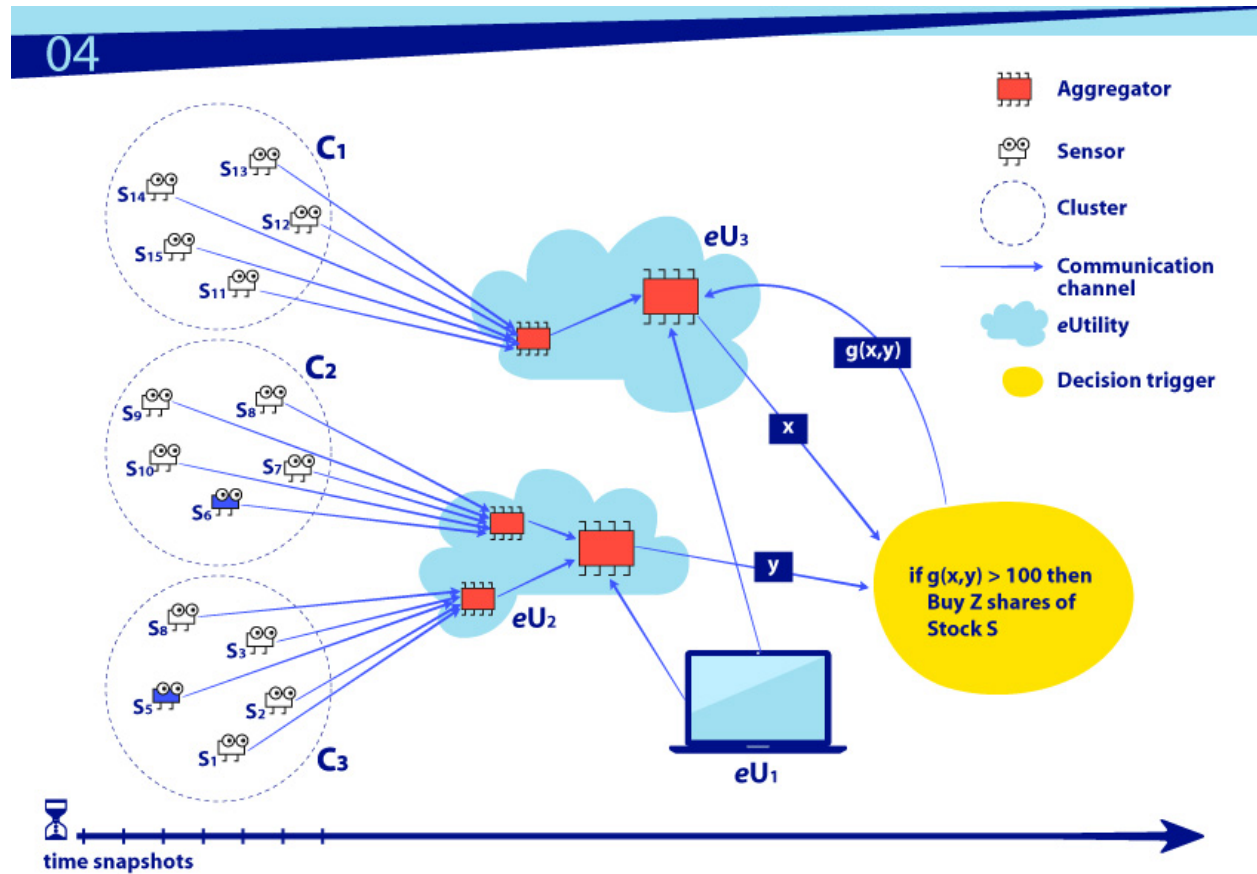 04
Aggregator
Sensor
Cluster
Communication
channel
eUtility
Decision trigger
C1
S13
S14
S12
S15
S11
eU3
g(x,y)
x
C2
S9
S8
S10
S7
S6
y
if g(x,y) > 100 then
Buy Z shares of
Stock S
eU2
S8
S3
S5
S2
S1
C3
eU1
time snapshots